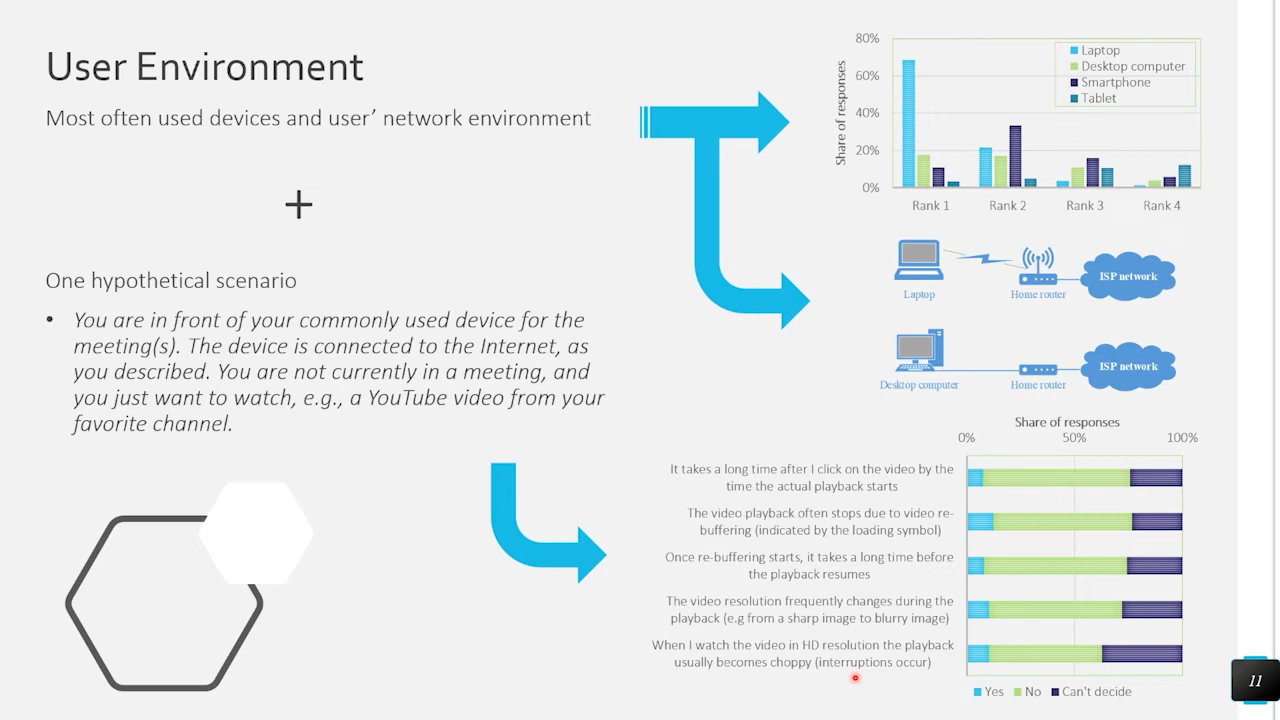 User Environment
Most often used devices and user’ network environment
+
One hypothetical scenario
• You are in front of your commonly used device for the
meeting(s). The device is connected to the Internet, as
you described. You are not currently in a meeting, and
you just want to watch, e.g., a YouTube video from your
favorite channel.
80%
60%
40%
20%
0%
Share of responses
Laptop
Desktop computer
Smartphone
Tablet
Rank 1 Rank 2 Rank 3 Rank 4
ISP network
Laptop Home router
ISP network
Desktop computer Home router
Share of responses
0% 50% 100%
It takes a long time after I click on the video by the
time the actual playback starts
The video playback often stops due to video re-
buffering (indicated by the loading symbol)
Once re-buffering starts, it takes a long time before
the playback resumes
The video resolution frequently changes during the
playback (e.g from a sharp image to blurry image)
When I watch the video in HD resolution the playback
usually becomes choppy (interruptions occur)
Yes No Can't decide
11